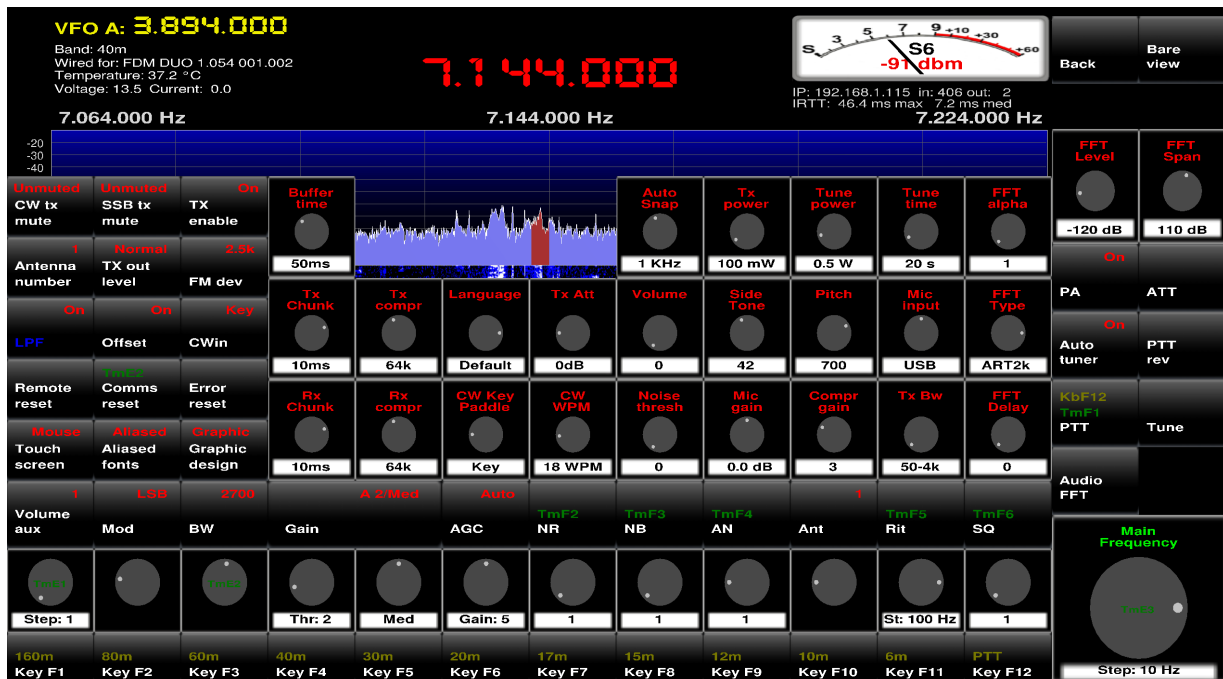 VFO A: 3.894.000
Band: 40m
Wired for: FDM DUO 1.054 001.002
Temperature: 37.2 °C
Voltage: 13.5 Current: 0.0
7.144.000
S 3 5 7 9 +10 +30 +60
S6
-91 dbm
IP: 192.168.1.115 in: 406 out: 2
IRTT: 46.4 ms max 7.2 ms med
Back
Bare
view
7.064.000 Hz 7.144.000 Hz 7.224.000 Hz
-20
-30
-40
FFT
Level
-120 dB
FFT
Span
110 dB
Unmuted
CW tx
mute
Unmuted
SSB tx
mute
On
TX
enable
Buffer
time
50ms
Auto
Snap
1 KHz
Tx
power
100 mW
Tune
power
0.5 W
Tune
time
20 s
FFT
alpha
1
1
Antenna
number
Normal
TX out
level
2.5k
FM dev
On
PA
ATT
On
LPF
On
Offset
Key
CWin
Tx
Chunk
10ms
Tx
compr
64k
Language
Default
Tx Att
0dB
Volume
0
Side
Tone
42
Pitch
700
Mic
input
USB
FFT
Type
ART2k
On
Auto
tuner
PTT
rev
Remote
reset
TmE2
Comms
reset
Error
reset
Rx
Chunk
10ms
Rx
compr
64k
CW Key
Paddle
Key
CW
WPM
18 WPM
Noise
thresh
0
Mic
gain
0.0 dB
Compr
gain
3
Tx Bw
50-4k
FFT
Delay
0
KbF12
TmF1
PTT
Tune
Mouse
Touch
screen
Aliased
Aliased
fonts
Graphic
Graphic
design
Audio
FFT
1
Volume
aux
LSB
Mod
2700
BW
A 2/Med
Gain
Auto
AGC
TmF2
NR
TmF3
NB
TmF4
AN
1
Ant
TmF5
Rit
TmF6
SQ
Main
Frequency
Step: 10 Hz
Step: 1
Thr: 2
Med
Gain: 5
1
1
1
St: 100 Hz
1
160m
Key F1
80m
Key F2
60m
Key F3
40m
Key F4
30m
Key F5
20m
Key F6
17m
Key F7
15m
Key F8
12m
Key F9
10m
Key F10
6m
Key F11
PTT
Key F12